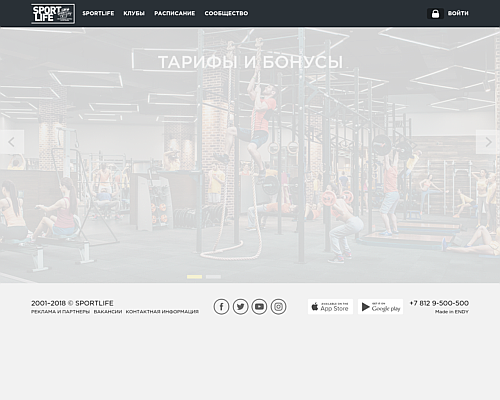 SPORT
LIFE
SPORTLIFE КЛУБЫ РАСПИСАНИЕ СООБЩЕСТВО ВОЙТИ
ТАРИФЫ И БОНУСЫ
2001-2018 © SPORTLIFE
РЕКЛАМА И ПАРТНЕРЫ ВАКАНСИИ КОНТАКТНАЯ ИНФОРМАЦИЯ
AVAILABLE ON THE
App Store
GET IT ON
Google play
+7 812 9-500-500
Made in ENDY